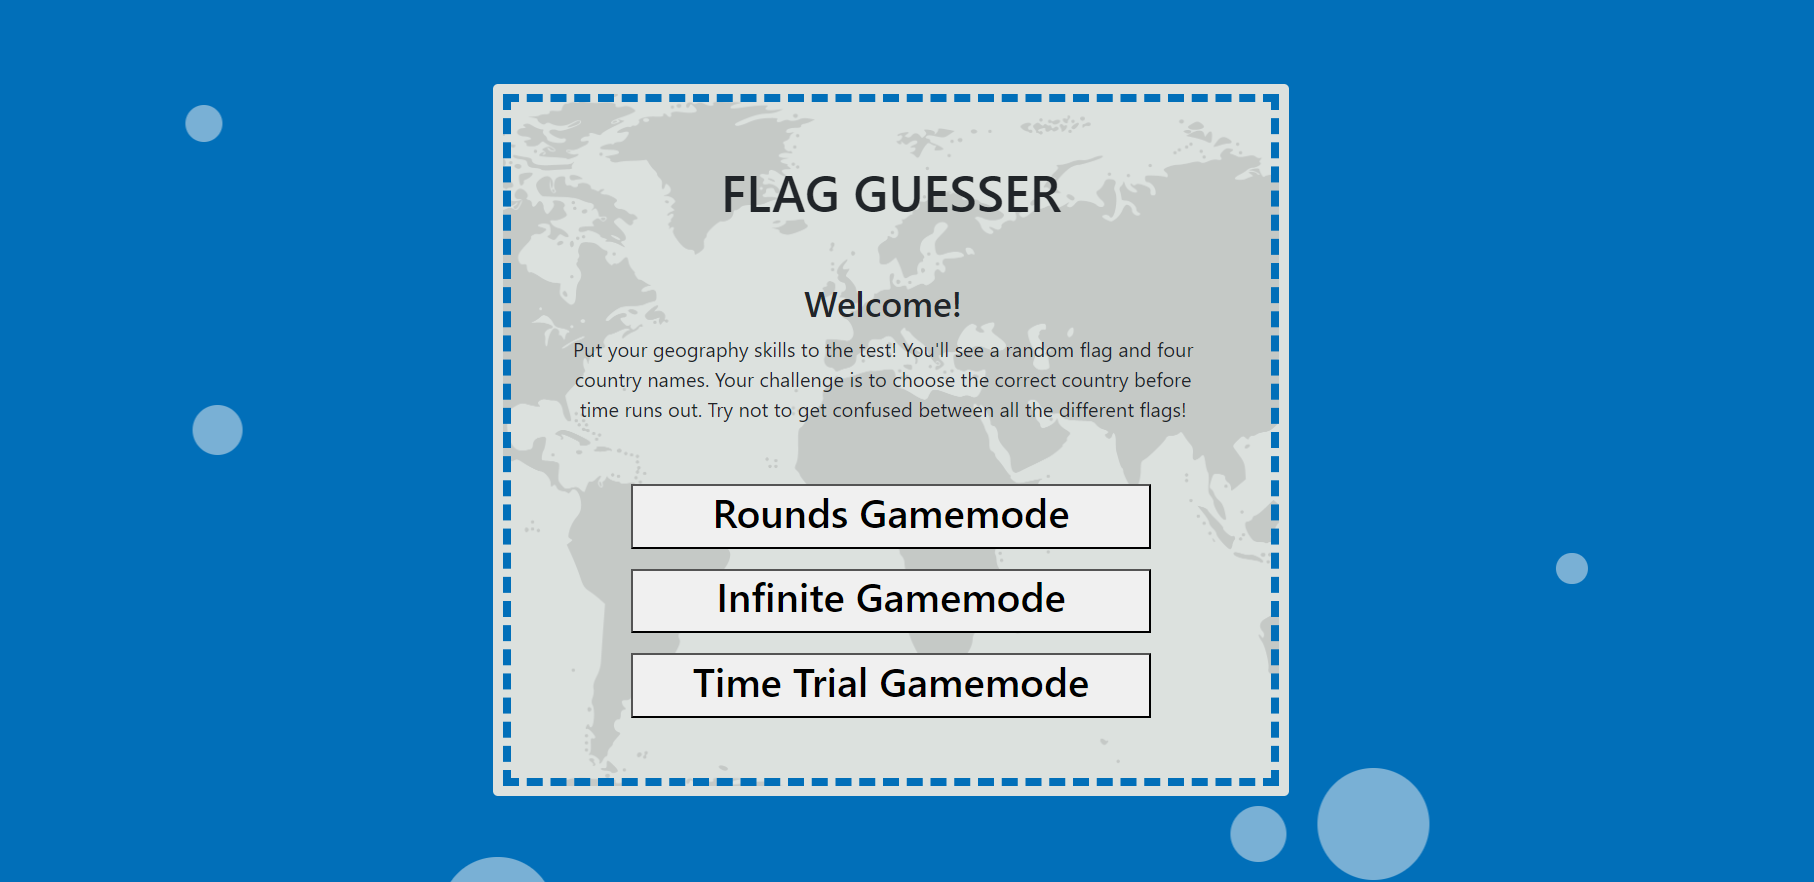 FLAG GUESSER
Welcome!
Put your geography skills to the test! You'll see a random flag and four
country names. Your challenge is to choose the correct country before
time runs out. Try not to get confused between all the different flags!
Rounds Gamemode
Infinite Gamemode
Time Trial Gamemode